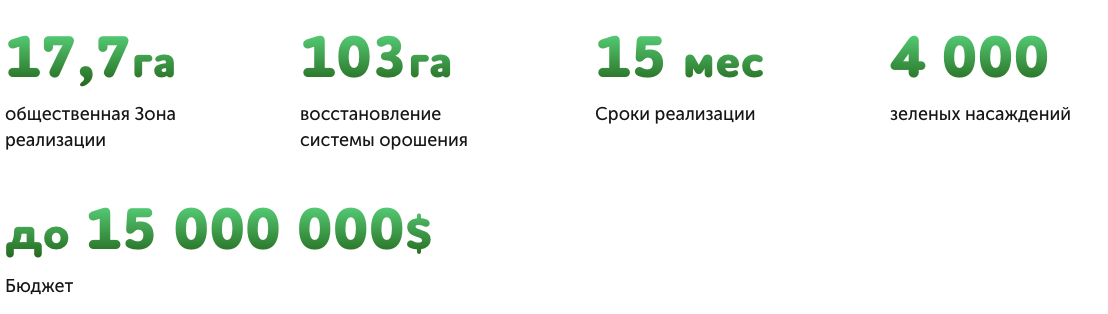 17,7га
общественная Зона
реализации
103га
восстановление
системы орошения
15 мес
Сроки реализации
4 000
зеленых насаждений
до 15 000 000$
Бюджет